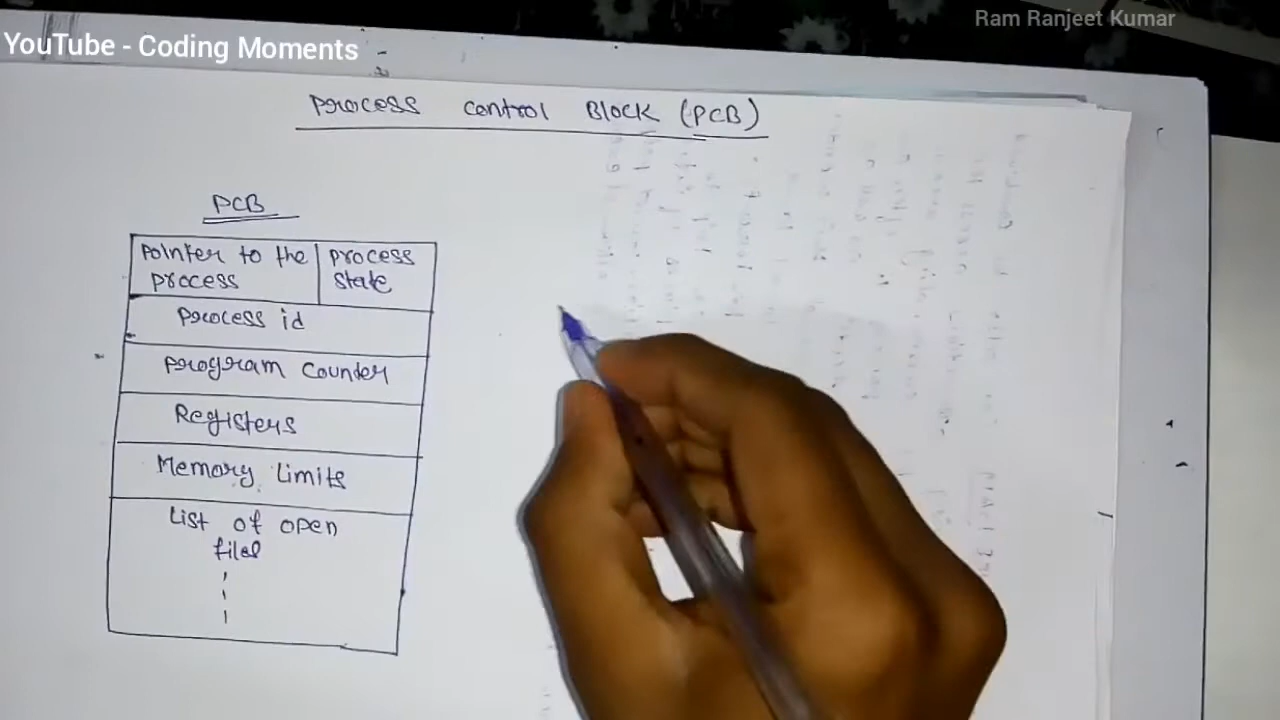 Ram Ranjeet Kumar
YouTube - Coding Moments
Process Control Block (PCB)
PCB
Pointer to the
process
process
state
Process id
Program Counter
Registers
Memory Limits
List of open
files